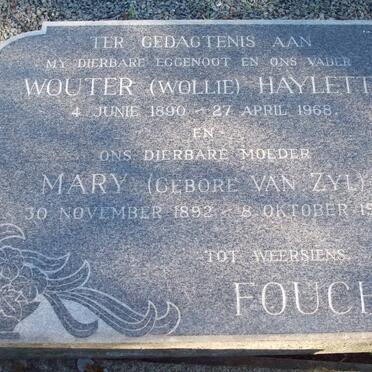 TER GEDAGTENIS AAN
MY DIERBARE EGGENOOT EN ONS VADER
WOUTER (WOLLIE) HAYLETT
4 JUNIE 1890 - 27 APRIL 1968.
EN
ONS DIERBARE MOEDER
MARY (GEBORE VAN ZYL)
30 NOVEMBER 1892 - 8 OKTOBER
TOT WEERSIENS.